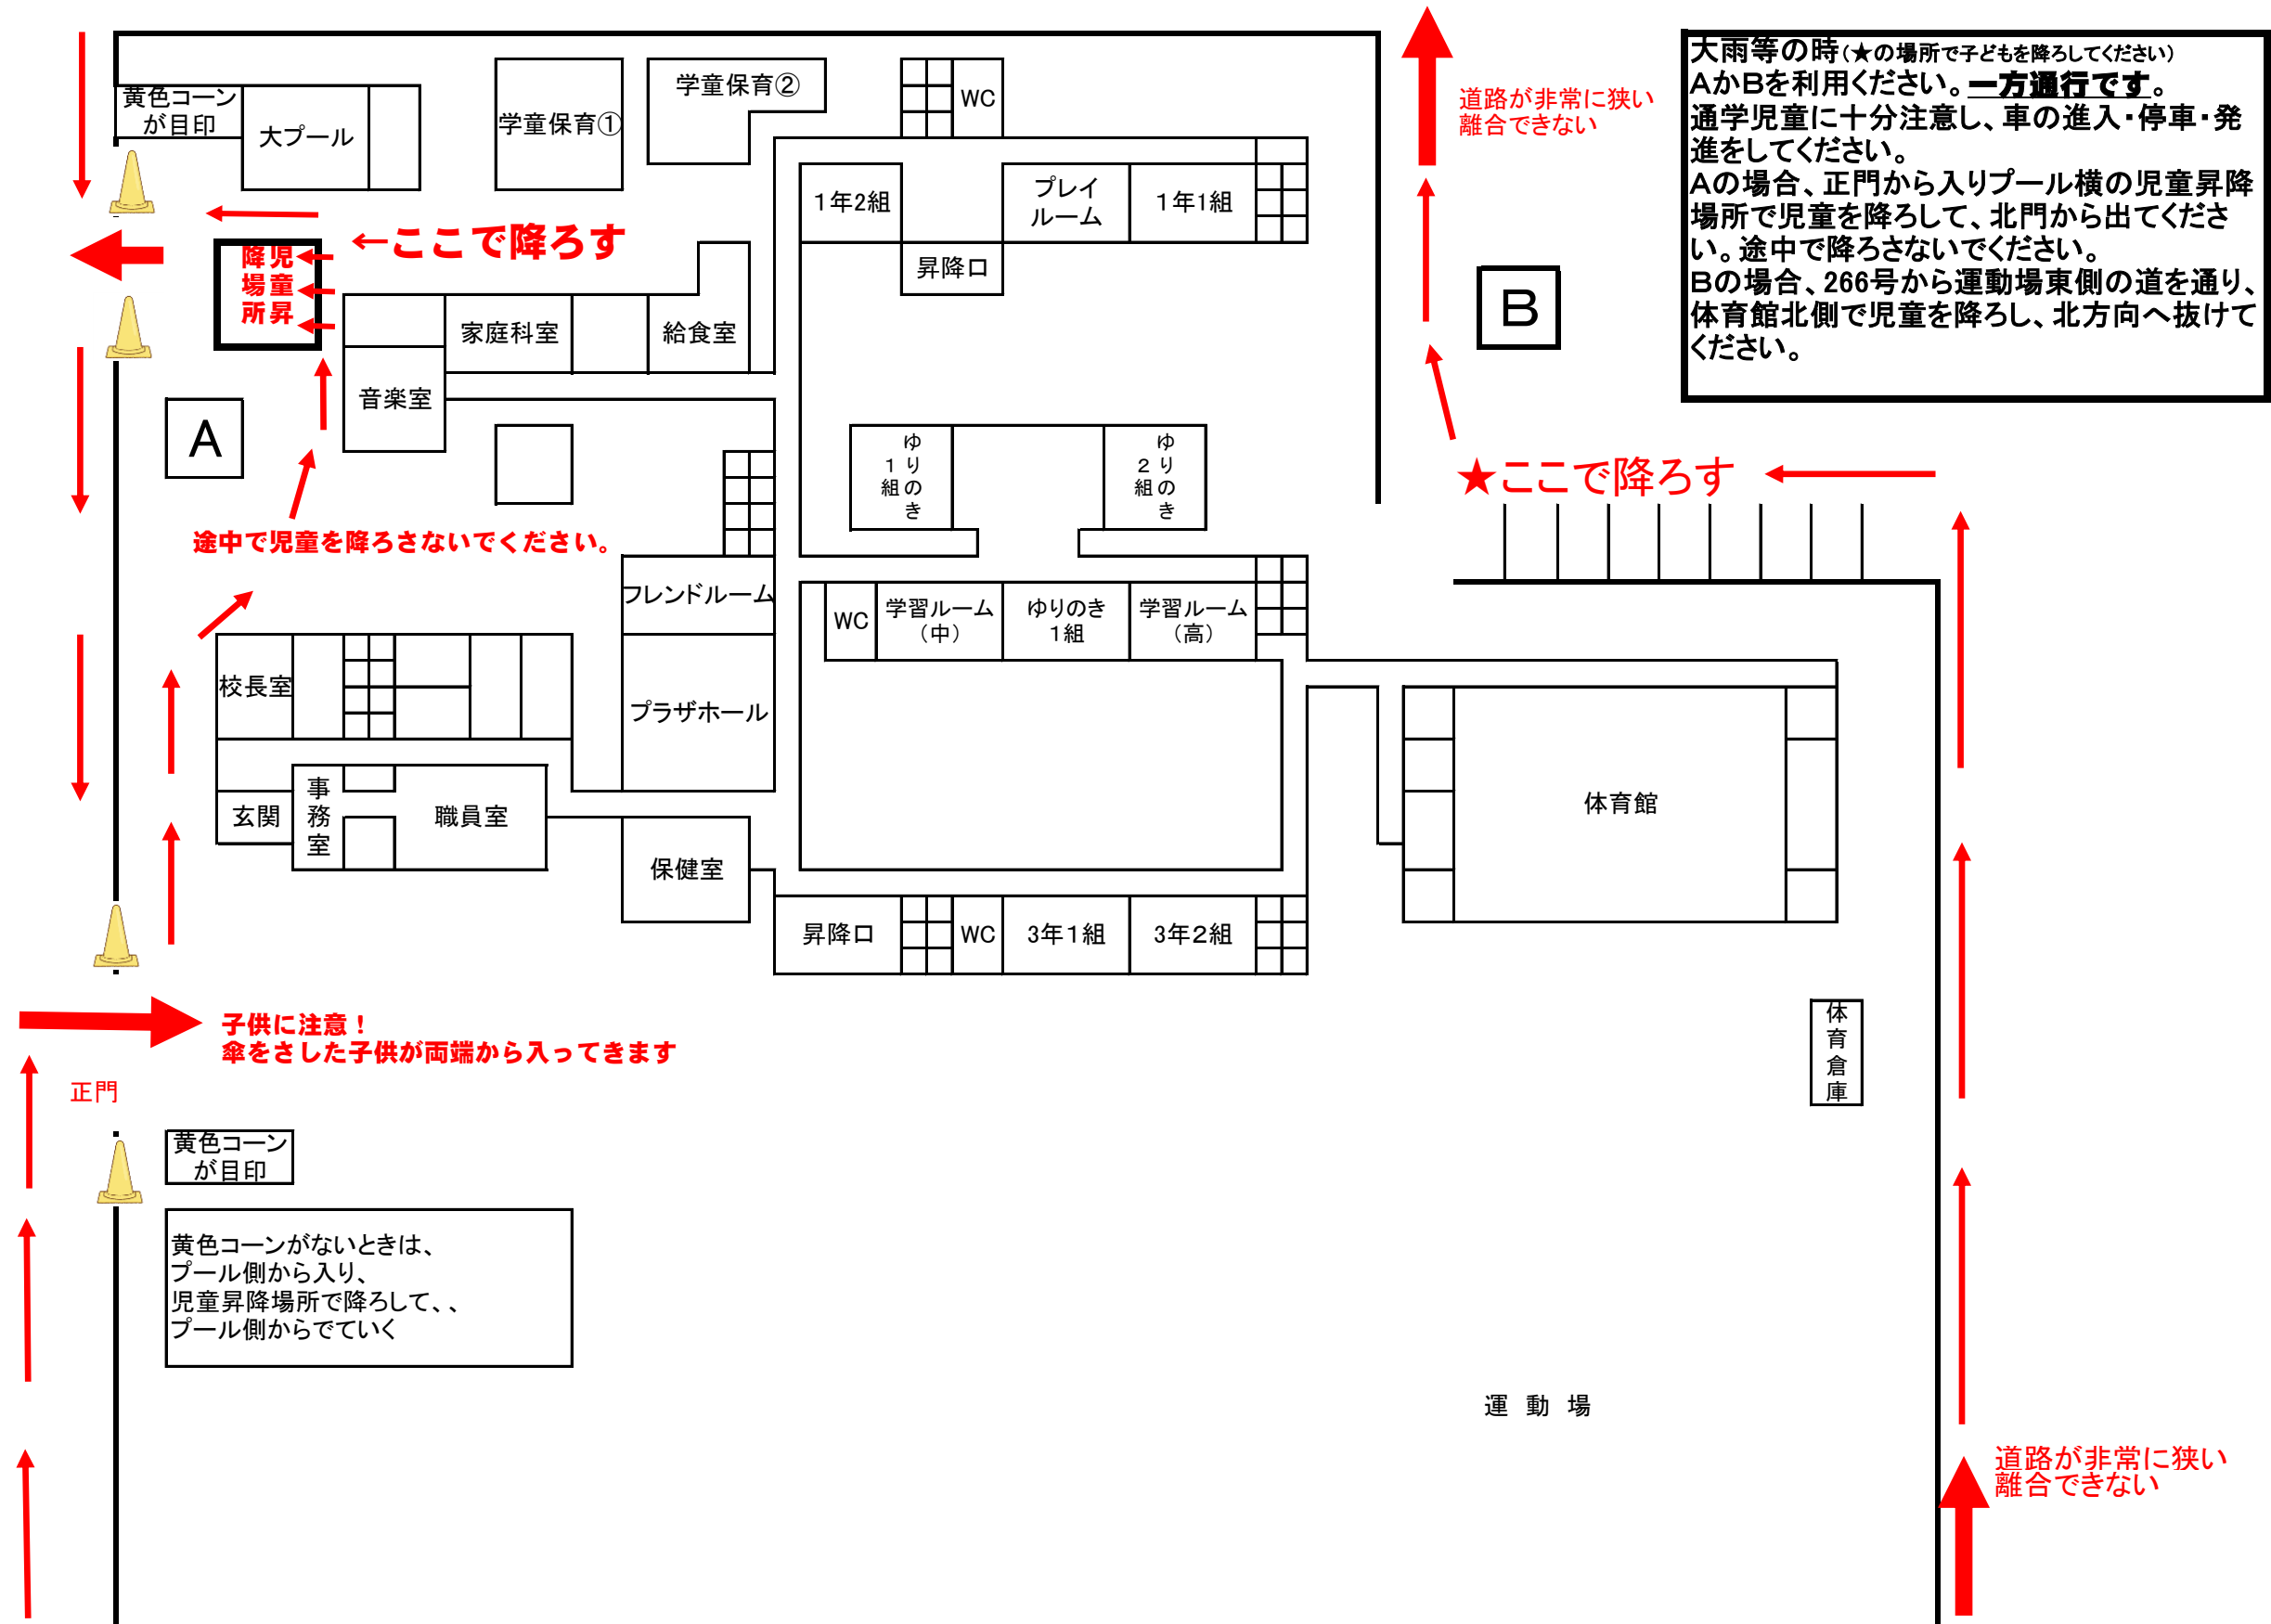 大雨等の時(★の場所で子どもを降ろしてください)
AかBを利用ください。一方通行です。
通学児童に十分注意し、車の進入・停車・発
進をしてください。
Aの場合、正門から入りプール横の児童昇降
場所で児童を降ろして、北門から出てくださ
い。途中で降ろさないでください。
Bの場合、266号から運動場東側の道を通り、
体育館北側で児童を降ろし、北方向へ抜けて
ください。
道路が非常に狭い
離合できない
黄色コーン
が目印
大プール
学童保育①
学童保育②
WC
1年2組
プレイ
ルーム
1年1組
昇降口
←ここで降ろす
児童昇
降場所
家庭科室
給食室
音楽室
A
B
ゆりのき
1組
ゆりのき
2組
★ここで降ろす
途中で児童を降ろさないでください。
フレンドルーム
WC
学習ルーム
(中)
ゆりのき
1組
学習ルーム
(高)
校長室
プラザホール
玄関
事務室
職員室
保健室
体育館
昇降口
WC
3年1組
3年2組
子供に注意!
傘をさした子供が両端から入ってきます
正門
体育倉庫
黄色コーン
が目印
黄色コーンがないときは、
プール側から入り、
児童昇降場所で降ろして、、
プール側からでていく
運 動 場
道路が非常に狭い
離合できない